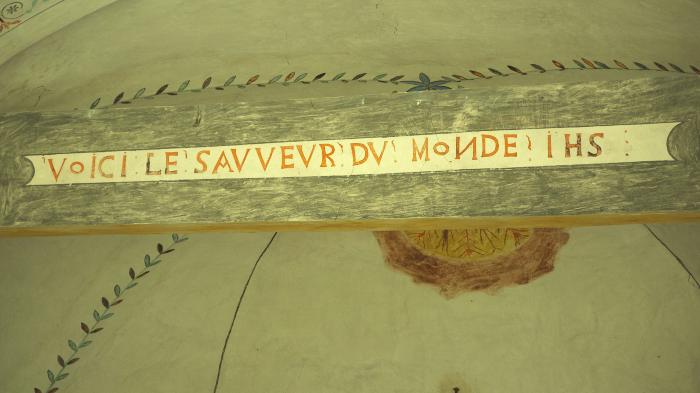 VOICI LE SAVVEVR DV MONDE IHS